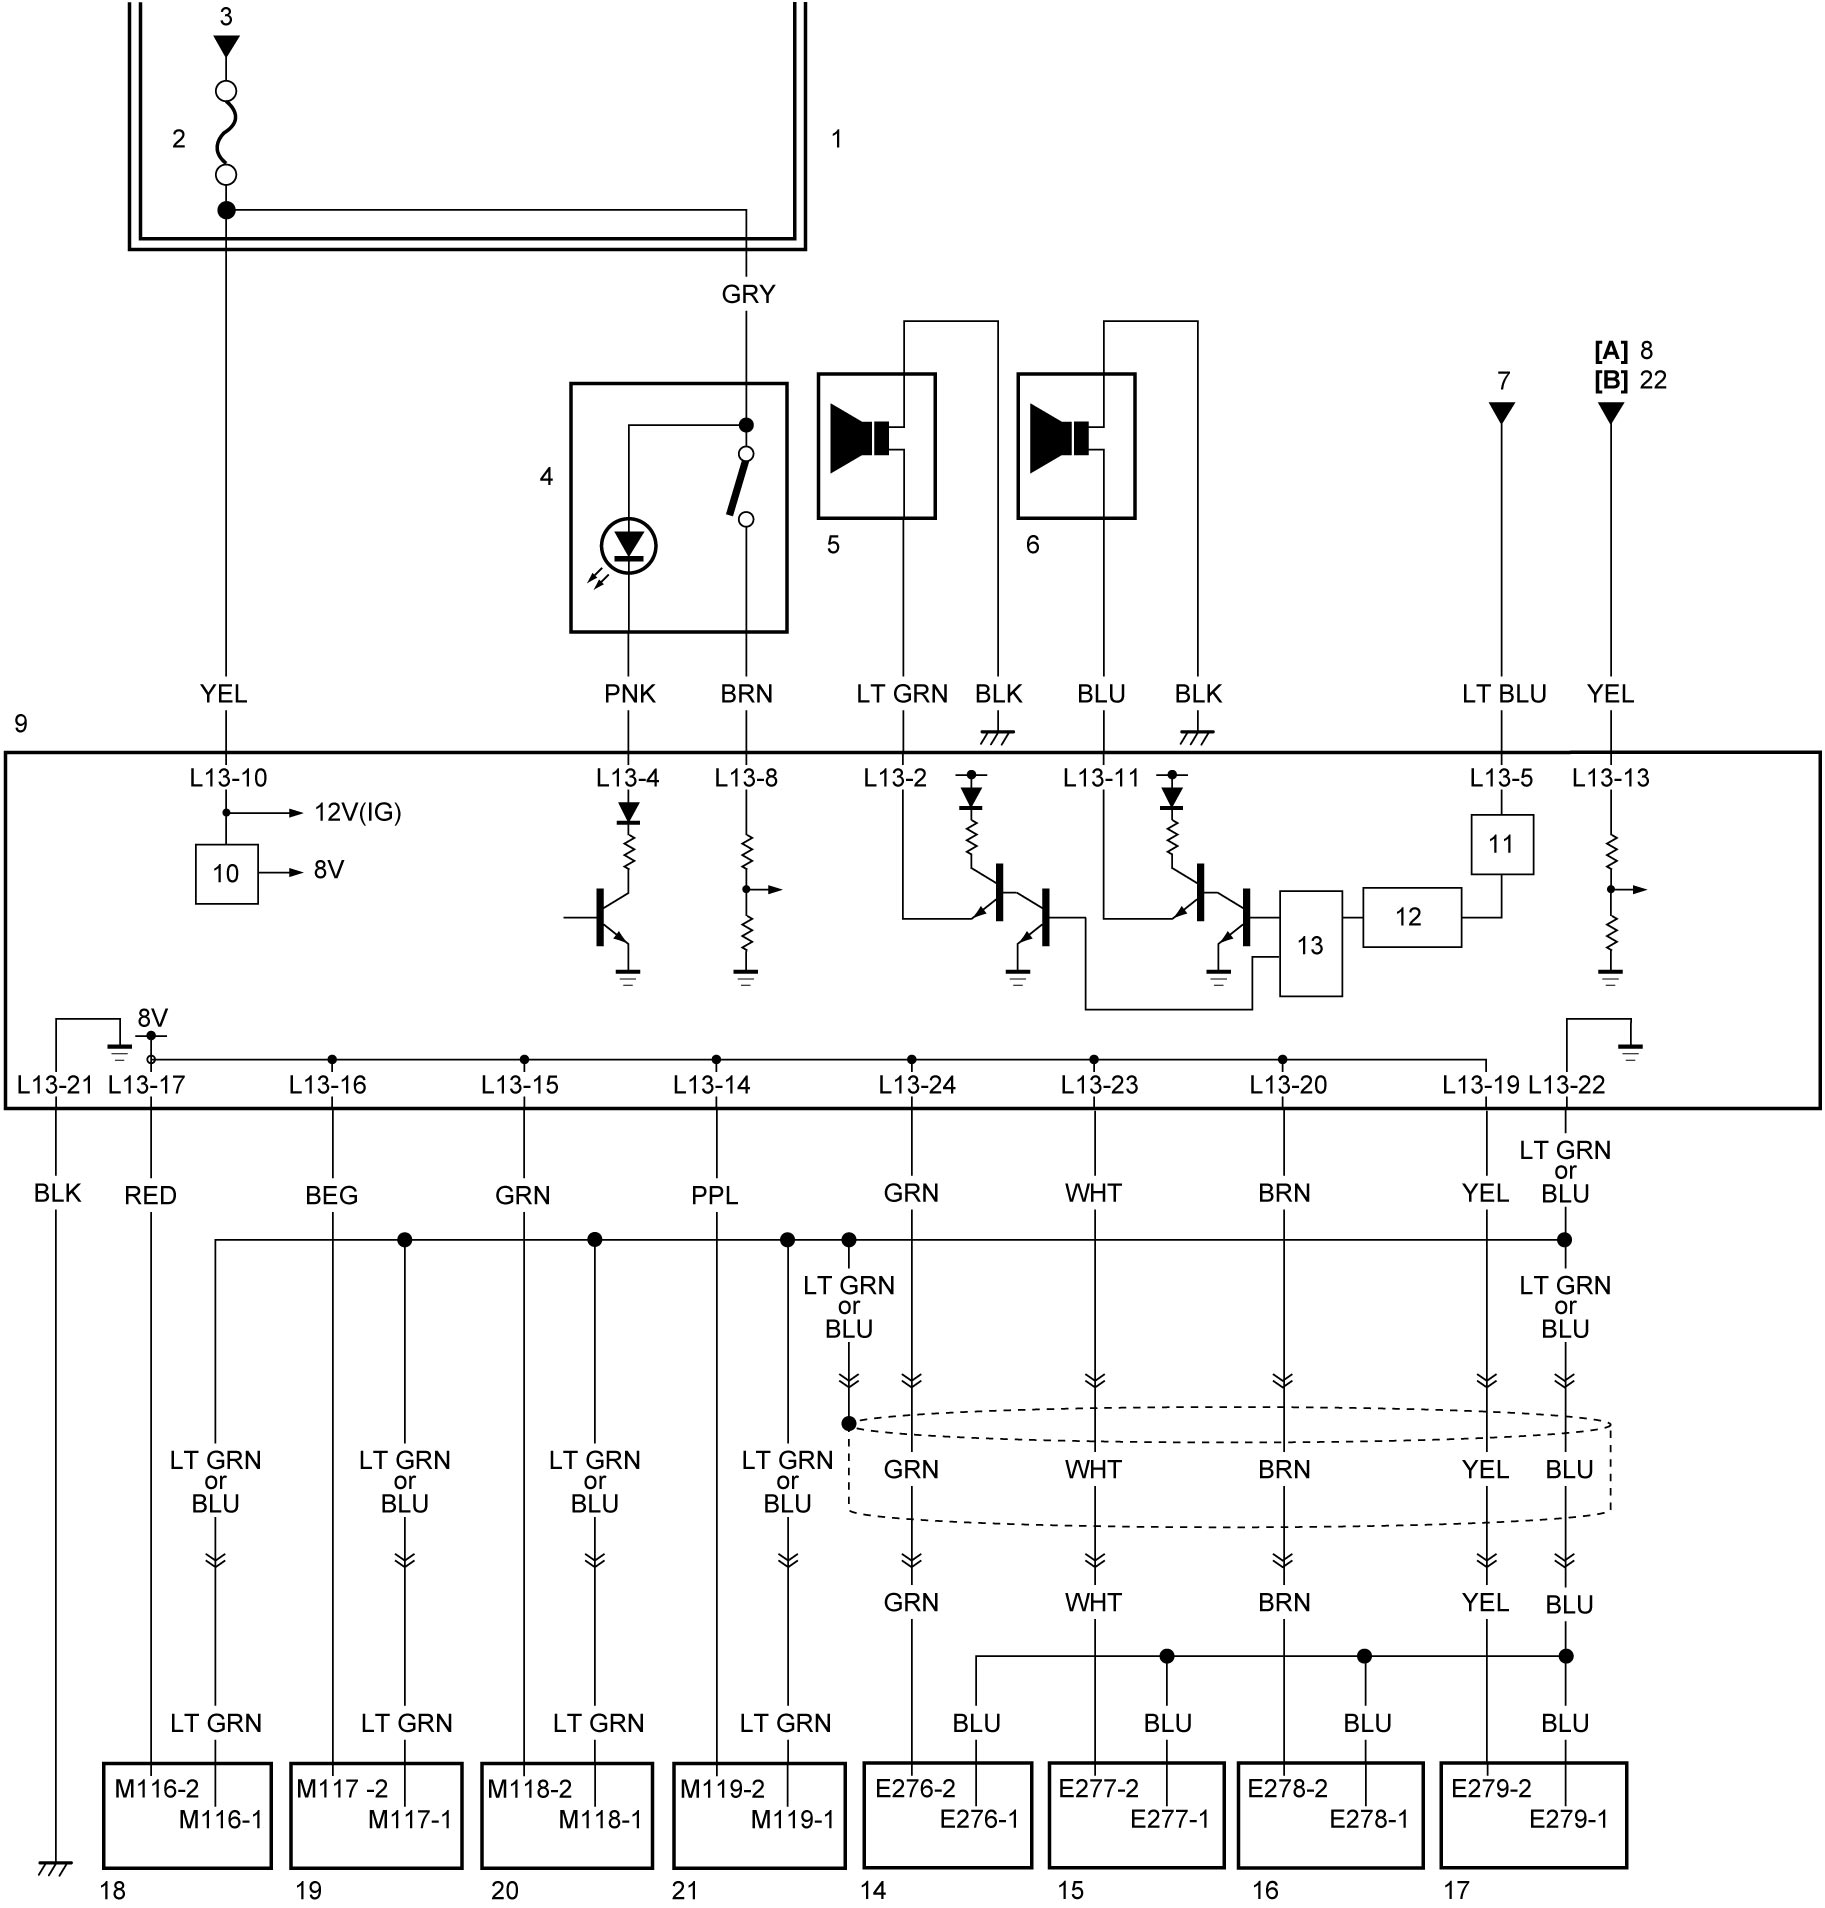 3
2
1
GRY
[A] 8
[B] 22
7
4
5
6
YEL
PNK
BRN
LT GRN
BLK
BLU
BLK
LT BLU
YEL
9
L13-10
L13-4
L13-8
L13-2
L13-11
L13-5
L13-13
12V(IG)
10
8V
11
12
13
8V
L13-21
L13-17
L13-16
L13-15
L13-14
L13-24
L13-23
L13-20
L13-19
L13-22
BLK
RED
BEG
GRN
PPL
GRN
WHT
BRN
YEL
LT GRN
or
BLU
LT GRN
or
BLU
LT GRN
or
BLU
LT GRN
or
BLU
LT GRN
or
BLU
LT GRN
or
BLU
LT GRN
or
BLU
GRN
WHT
BRN
YEL
BLU
GRN
WHT
BRN
YEL
BLU
LT GRN
LT GRN
LT GRN
LT GRN
BLU
BLU
BLU
BLU
M116-2
M116-1
M117 -2
M117-1
M118-2
M118-1
M119-2
M119-1
E276-2
E276-1
E277-2
E277-1
E278-2
E278-1
E279-2
E279-1
18
19
20
21
14
15
16
17